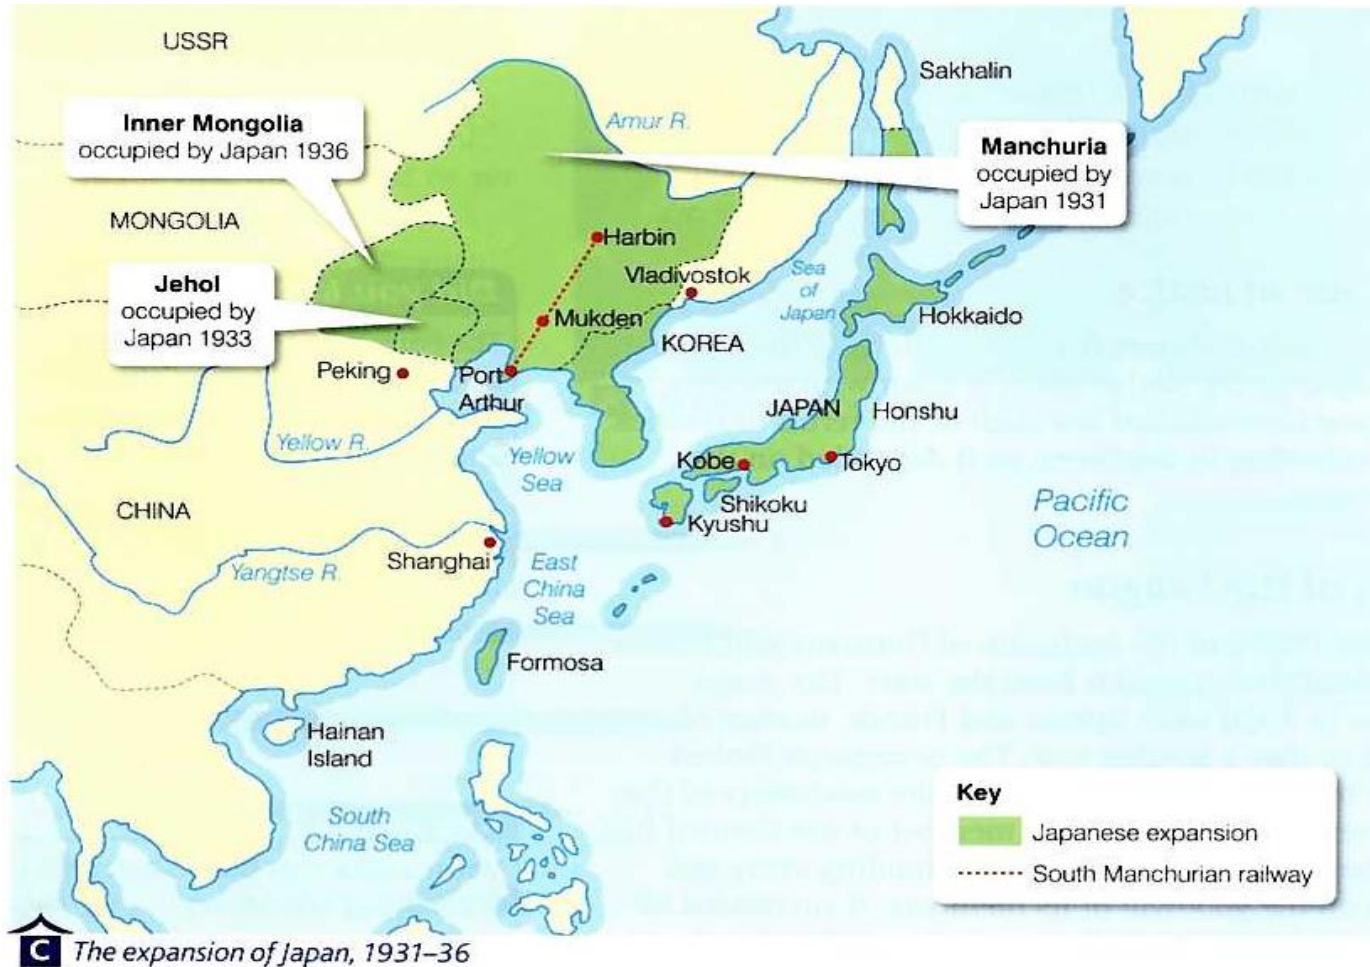 USSR
Sakhalin
Inner Mongolia
occupied by Japan 1936
Amur R.
Manchuria
occupied by
Japan 1931
MONGOLIA
Harbin
Vladivostok
Sea
of
Japan
Jehol
occupied by
Japan 1933
Mukden
Hokkaido
KOREA
Peking
Port
Arthur
JAPAN
Honshu
Yellow R.
Yellow
Sea
Kobe
Tokyo
Shikoku
Kyushu
Pacific
Ocean
CHINA
Shanghai
Yangtse R.
East
China
Sea
Formosa
Hainan
Island
South
China Sea
Key
Japanese expansion
South Manchurian railway
C The expansion of Japan, 1931–36